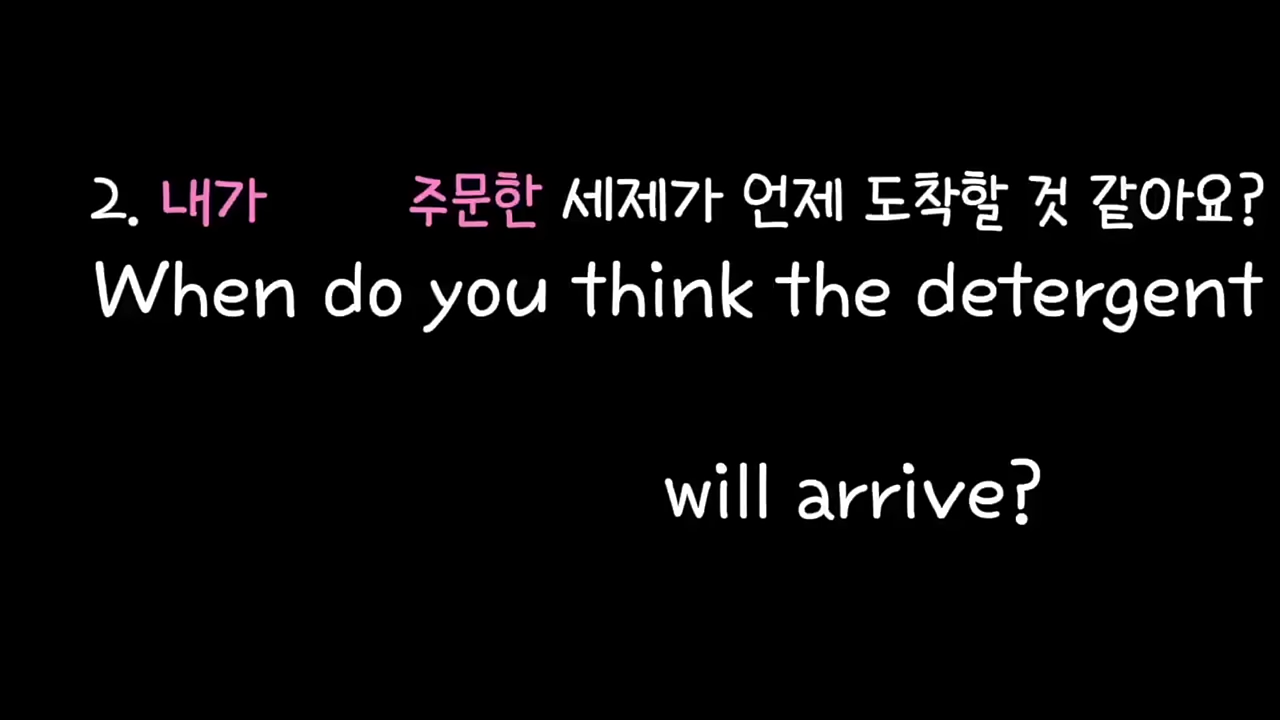 2. 내가 주문한 세제가 언제 도착할 것 같아요?
When do you think the detergent
will arrive?